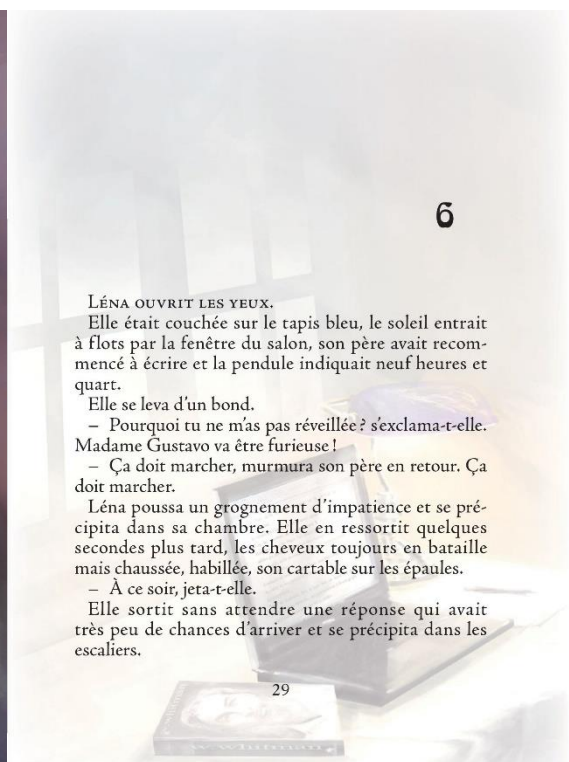 6
LÉNA OUVRIT LES YEUX.
Elle était couchée sur le tapis bleu, le soleil entrait
à flots par la fenêtre du salon, son père avait recom-
mencé à écrire et la pendule indiquait neuf heures et
quart.
Elle se leva d'un bond.
– Pourquoi tu ne m'as pas réveillée ? s'exclama-t-elle.
Madame Gustavo va être furieuse !
– Ça doit marcher, murmura son père en retour. Ça
doit marcher.
Léna poussa un grognement d'impatience et se pré-
cipita dans sa chambre. Elle en ressortit quelques
secondes plus tard, les cheveux toujours en bataille
mais chaussée, habillée, son cartable sur les épaules.
– À ce soir, jeta-t-elle.
Elle sortit sans attendre une réponse qui avait
très peu de chances d'arriver et se précipita dans les
escaliers.
29
w. whitman